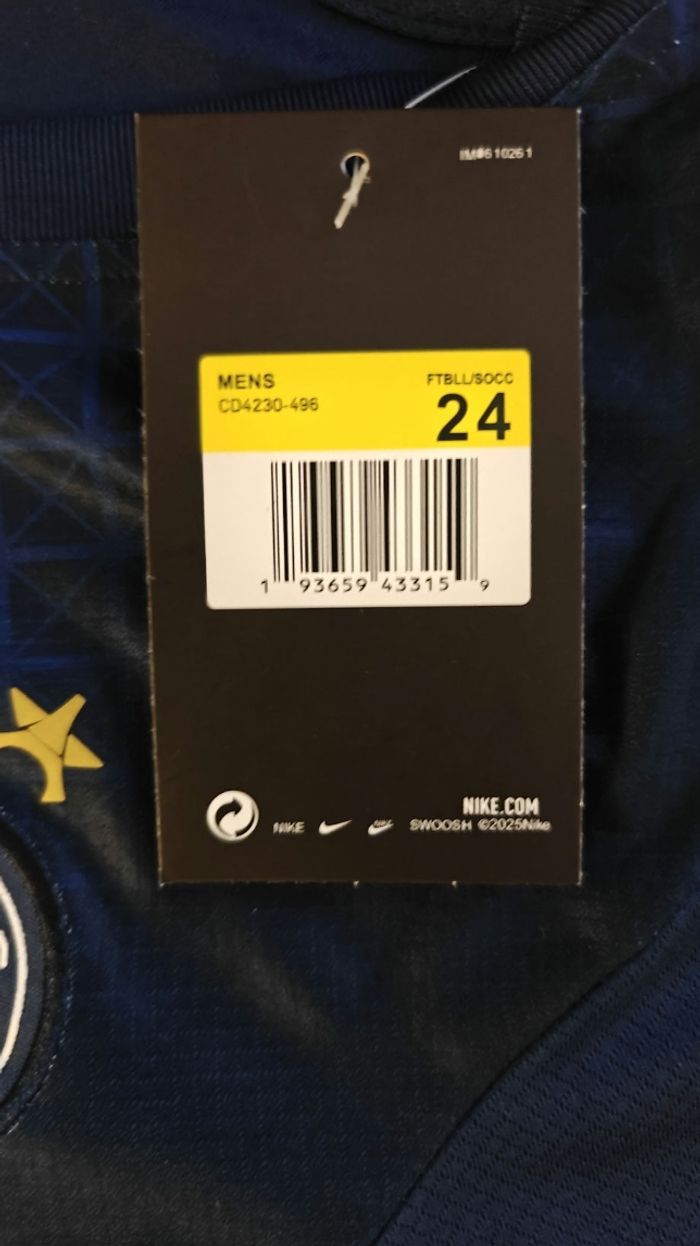 IM#610261
MENS
FTBLL/SOCC
CD4230-496
24
1 93659 43315 9
NIKE.COM
NIKE
SWOOSH ©2025Nike